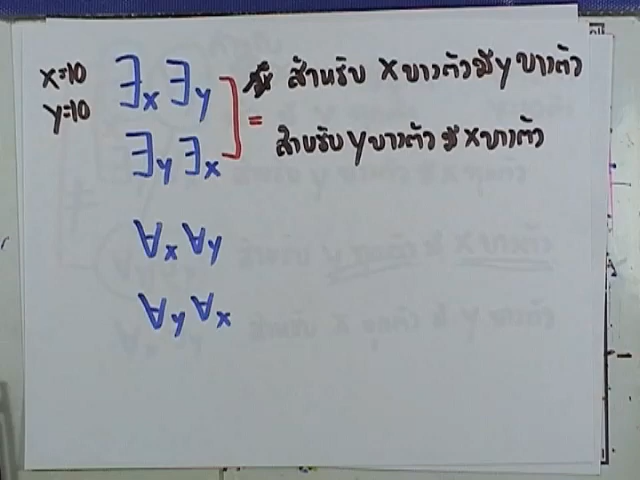 x=10 ∃x ∃y สำหรับ x บางตัวมี y บางตัว
y=10 =
∃y ∃x สำหรับ y บางตัว มี x บางตัว
∀x ∀y
∀y ∀x